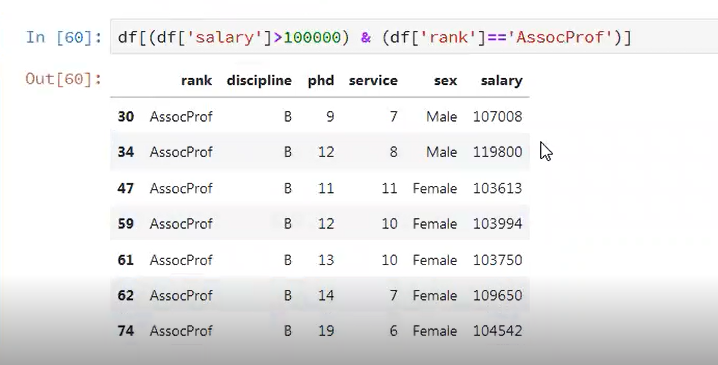 In [60]: df[(df['salary']>100000) & (df['rank']=='AssocProf')]
Out[60]:
rank discipline phd service sex salary
30 AssocProf B 9 7 Male 107008
34 AssocProf B 12 8 Male 119800
47 AssocProf B 11 11 Female 103613
59 AssocProf B 12 10 Female 103994
61 AssocProf B 13 10 Female 103750
62 AssocProf B 14 7 Female 109650
74 AssocProf B 19 6 Female 104542